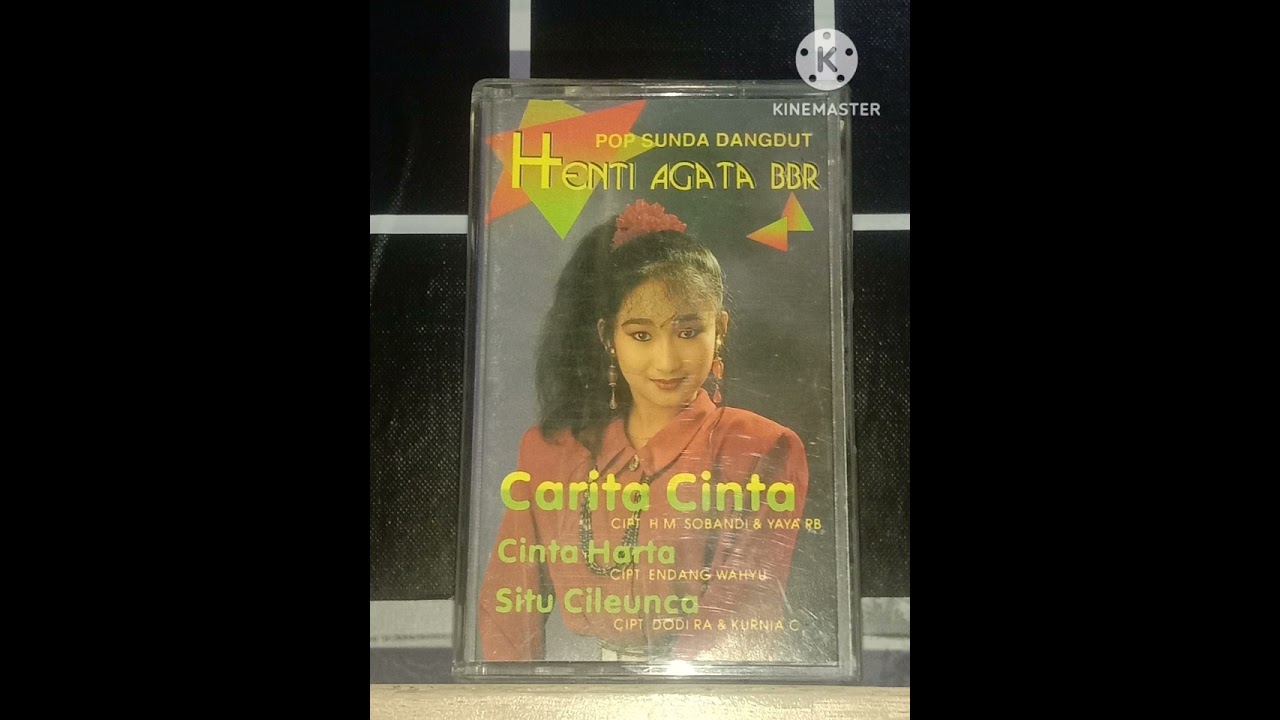 K
KINEMASTER
POP SUNDA DANGDUT
HENTI AGATA BBR
Carita Cinta
CIPT H.M SOBANDI & YAYA RB
Cinta Harta
CIPT ENDANG WAHYU
Situ Cileunca
CIPT DODI RA & KURNIA C